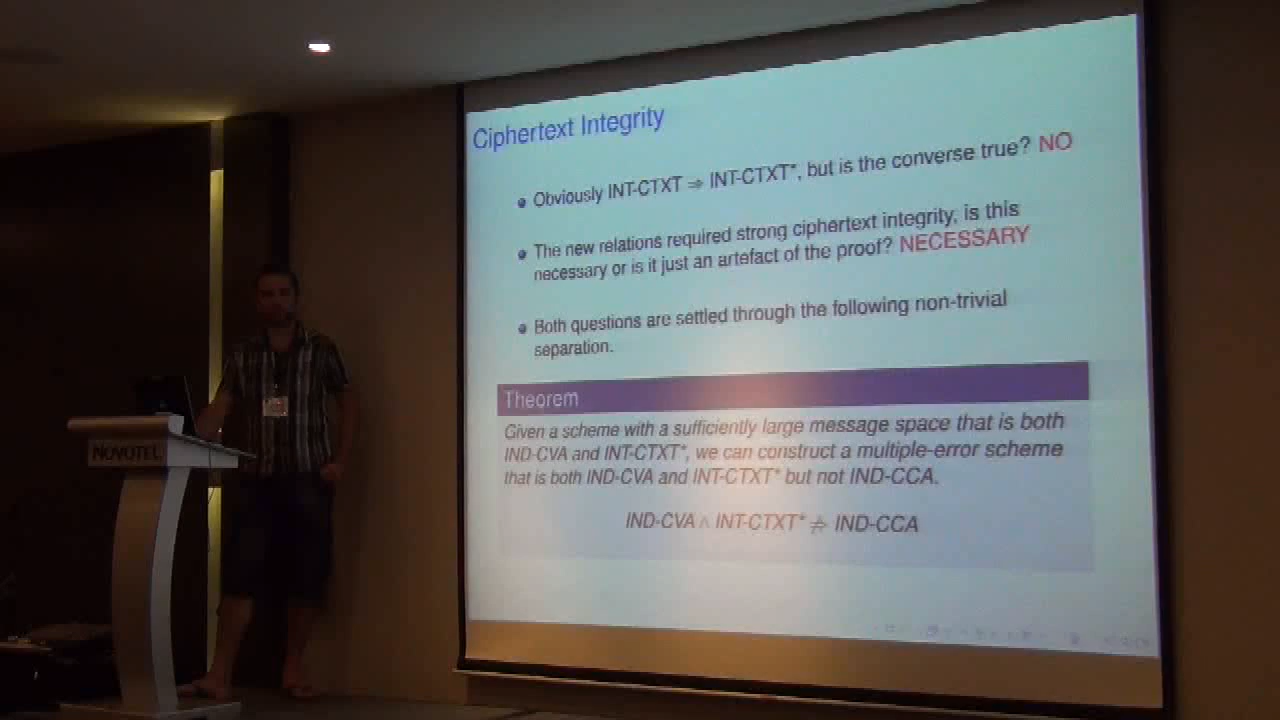 Ciphertext Integrity
Obviously INT-CTXT ⇒ INT-CTXT*, but is the converse true? NO
The new relations required strong ciphertext integrity, is this
necessary or is it just an artefact of the proof? NECESSARY
Both questions are settled through the following non-trivial
separation.
Theorem
Given a scheme with a sufficiently large message space that is both
IND-CVA and INT-CTXT*, we can construct a multiple-error scheme
that is both IND-CVA and INT-CTXT* but not IND-CCA.
IND-CVA ∧ INT-CTXT* ⇏ IND-CCA
NOVOTEL